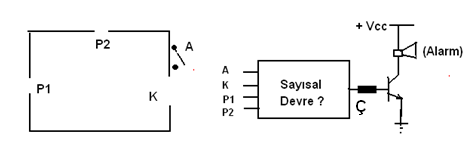 P2
A
P1
K
+ Vcc
(Alarm)
A
K
P1
P2
Sayısal
Devre ?
Ç